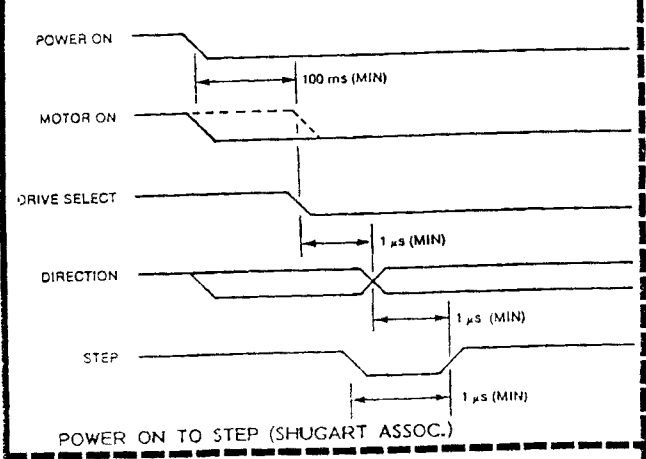 POWER ON
100 ms (MIN)
MOTOR ON
DRIVE SELECT
1 μs (MIN)
DIRECTION
1 μs (MIN)
STEP
1 μs (MIN)
POWER ON TO STEP (SHUGART ASSOC.)